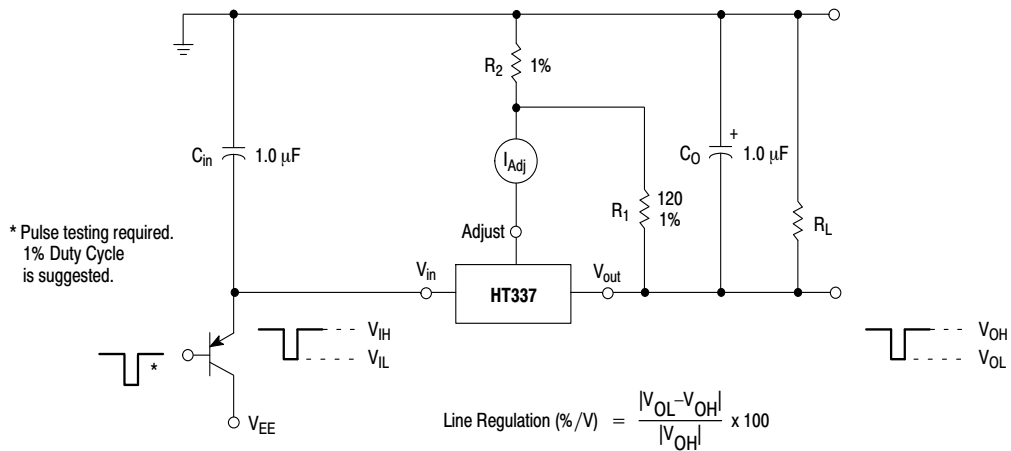 R2 1%
Cin 1.0 μF
IAdj
CO + 1.0 μF
R1 120
1%
RL
* Pulse testing required.
1% Duty Cycle
is suggested.
Adjust
Vin
HT337
Vout
*
VIH
VIL
VEE
VOH
VOL
Line Regulation (%/V) = |VOL–VOH| / |VOH| x 100